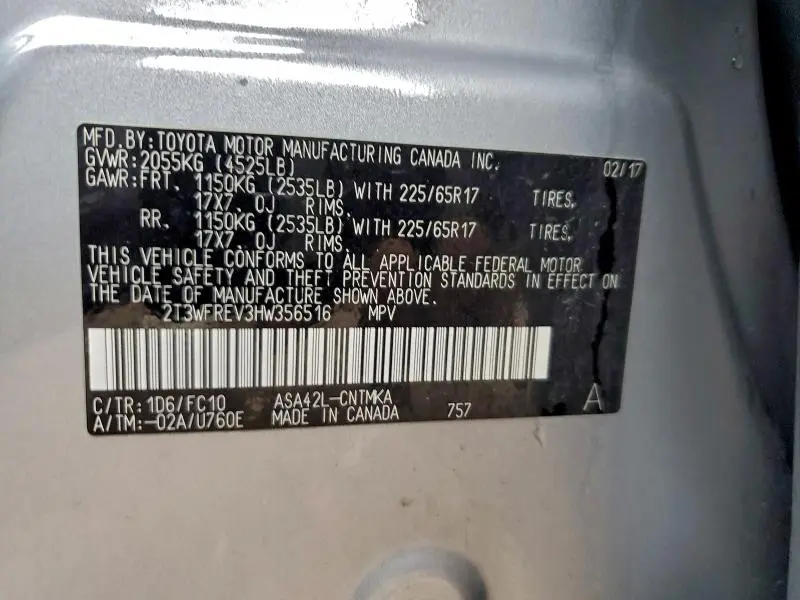 MFD. BY: TOYOTA MOTOR MANUFACTURING CANADA INC. 02/17
GVWR: 2055KG (4525LB)
GAWR: FRT. 1150KG (2535LB) WITH 225/65R17 TIRES,
17X7. 0J RIMS,
RR. 1150KG (2535LB) WITH 225/65R17 TIRES,
17X7. 0J RIMS.
THIS VEHICLE CONFORMS TO ALL APPLICABLE FEDERAL MOTOR
VEHICLE SAFETY AND THEFT PREVENTION STANDARDS IN EFFECT ON
THE DATE OF MANUFACTURE SHOWN ABOVE.
2T3WFREV3HW356516 MPV
C/TR: 1D6/FC10 ASA42L-CNTMKA
A/TM: -02A/U760E MADE IN CANADA 757 A